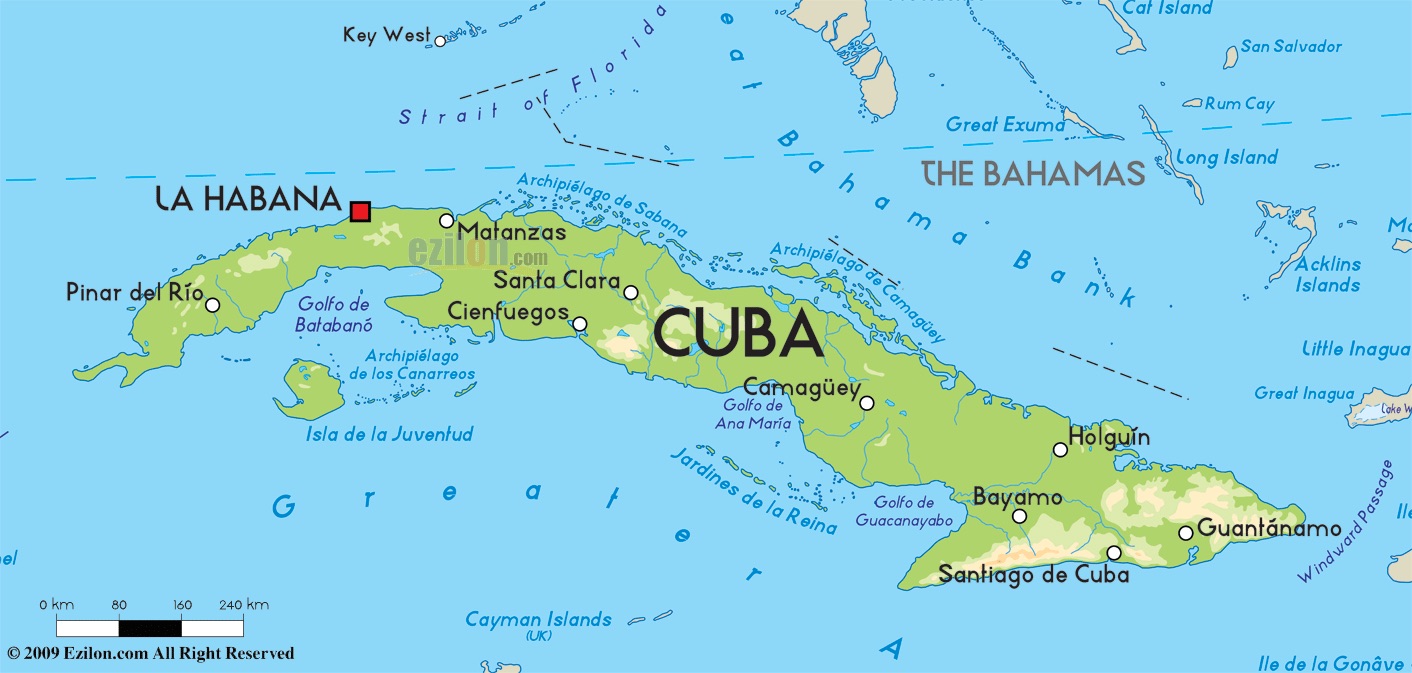 Key West
Strait of Florida
Cat Island
San Salvador
Rum Cay
Great Exuma
Long Island
THE BAHAMAS
eat Bahama Bank
Acklins
Islands
Little Inagua
Great Inagua
Windward Passage
LA HABANA
Matanzas
ezilon.com
Archipiélago de Sabana
Archipiélago de Camagüey
Pinar del Río
Golfo de
Batabanó
Santa Clara
Cienfuegos
CUBA
Archipiélago
de los Canarreos
Isla de la Juventud
Camagüey
Golfo de
Ana María
Jardines de la Reina
Holguín
Bayamo
Golfo de
Guacanayabo
Guantánamo
Santiago de Cuba
Greater
A
0 km 80 160 240 km
Cayman Islands
(UK)
© 2009 Ezilon.com All Right Reserved
Ile de la Gonâve